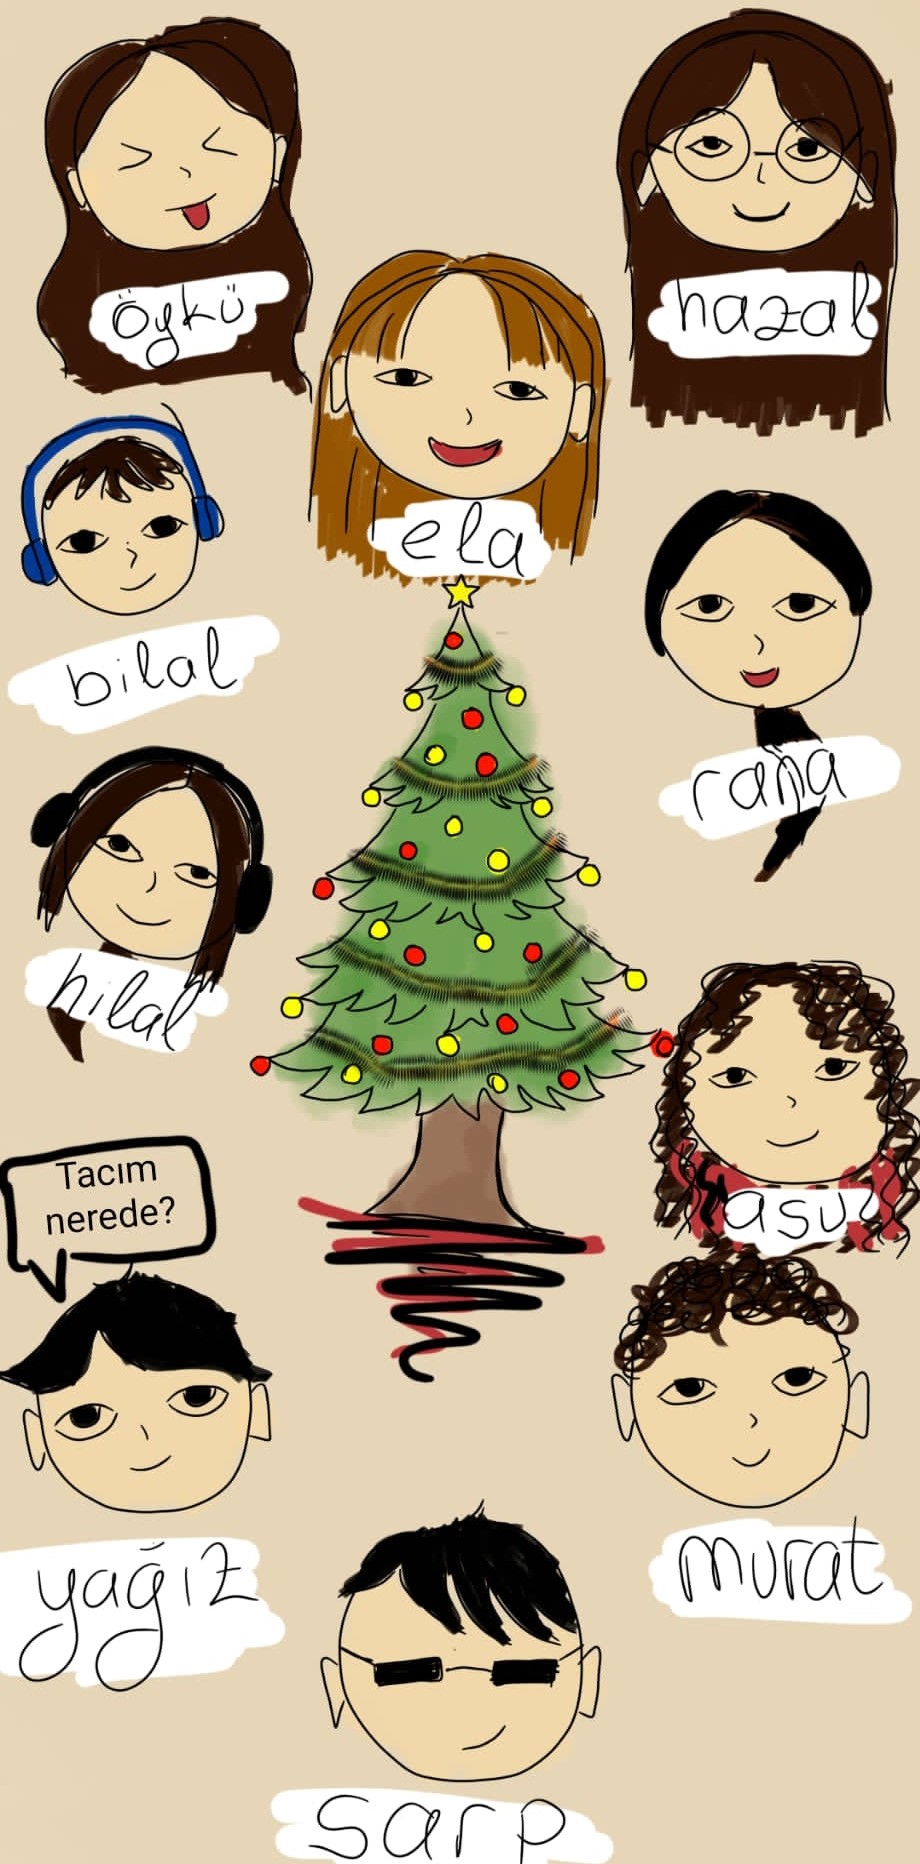 öykü
hazal
ela
bilal
rana
hilal
asu
Tacım
nerede?
yağız
murat
sarp